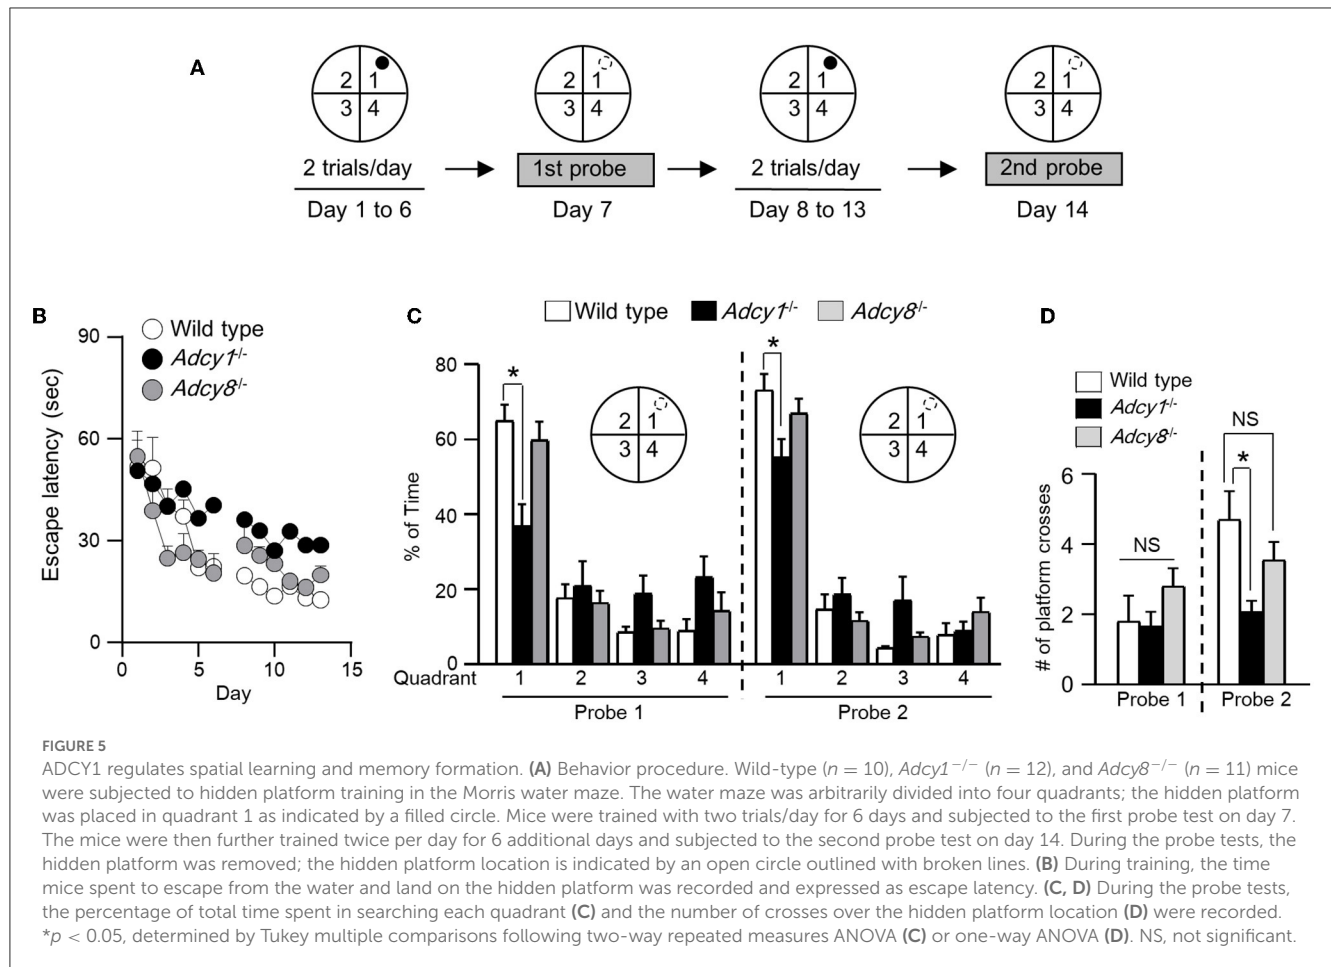 A
2 1
3 4
2 1
3 4
2 1
3 4
2 1
3 4
2 trials/day
1st probe
2 trials/day
2nd probe
Day 1 to 6
Day 7
Day 8 to 13
Day 14
B
Wild type
Adcy1-/-
Adcy8-/-
Escape latency (sec)
90
60
30
0
0 5 10 15
Day
C
Wild type Adcy1-/- Adcy8-/-
% of Time
80
60
40
20
0
*
*
2 1
3 4
2 1
3 4
Quadrant 1 2 3 4 1 2 3 4
Probe 1 Probe 2
D
Wild type
Adcy1-/-
Adcy8-/-
# of platform crosses
6
4
2
0
NS
NS
*
Probe 1 Probe 2
FIGURE 5
ADCY1 regulates spatial learning and memory formation. (A) Behavior procedure. Wild-type (n = 10), Adcy1−/− (n = 12), and Adcy8−/− (n = 11) mice
were subjected to hidden platform training in the Morris water maze. The water maze was arbitrarily divided into four quadrants; the hidden platform
was placed in quadrant 1 as indicated by a filled circle. Mice were trained with two trials/day for 6 days and subjected to the first probe test on day 7.
The mice were then further trained twice per day for 6 additional days and subjected to the second probe test on day 14. During the probe tests, the
hidden platform was removed; the hidden platform location is indicated by an open circle outlined with broken lines. (B) During training, the time
mice spent to escape from the water and land on the hidden platform was recorded and expressed as escape latency. (C, D) During the probe tests,
the percentage of total time spent in searching each quadrant (C) and the number of crosses over the hidden platform location (D) were recorded.
*p < 0.05, determined by Tukey multiple comparisons following two-way repeated measures ANOVA (C) or one-way ANOVA (D). NS, not significant.